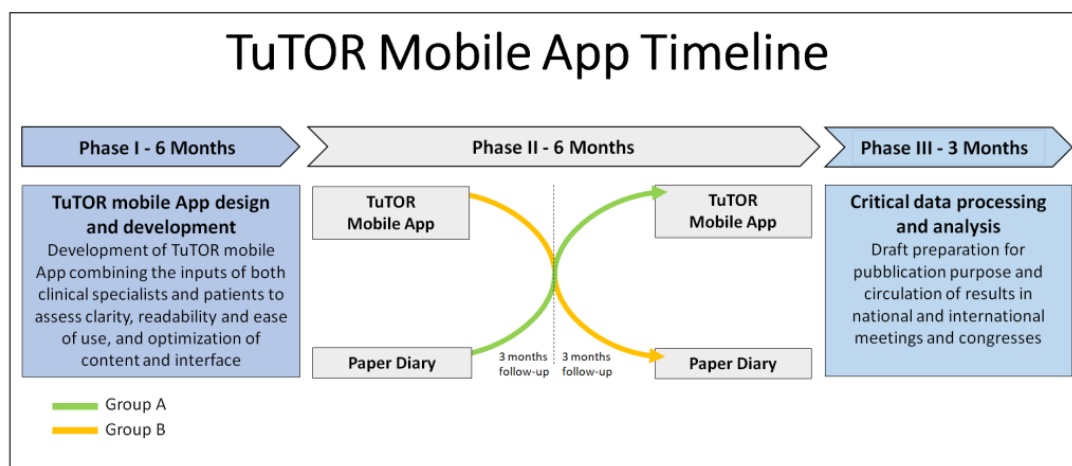 TuTOR Mobile App Timeline
Phase I - 6 Months
Phase II - 6 Months
Phase III - 3 Months
TuTOR mobile App design
and development
Development of TuTOR mobile
App combining the inputs of both
clinical specialists and patients to
assess clarity, readability and ease
of use, and optimization of
content and interface
TuTOR
Mobile App
Paper Diary
3 months
follow-up
3 months
follow-up
TuTOR
Mobile App
Paper Diary
Critical data processing
and analysis
Draft preparation for
pubblication purpose and
circulation of results in
national and international
meetings and congresses
Group A
Group B